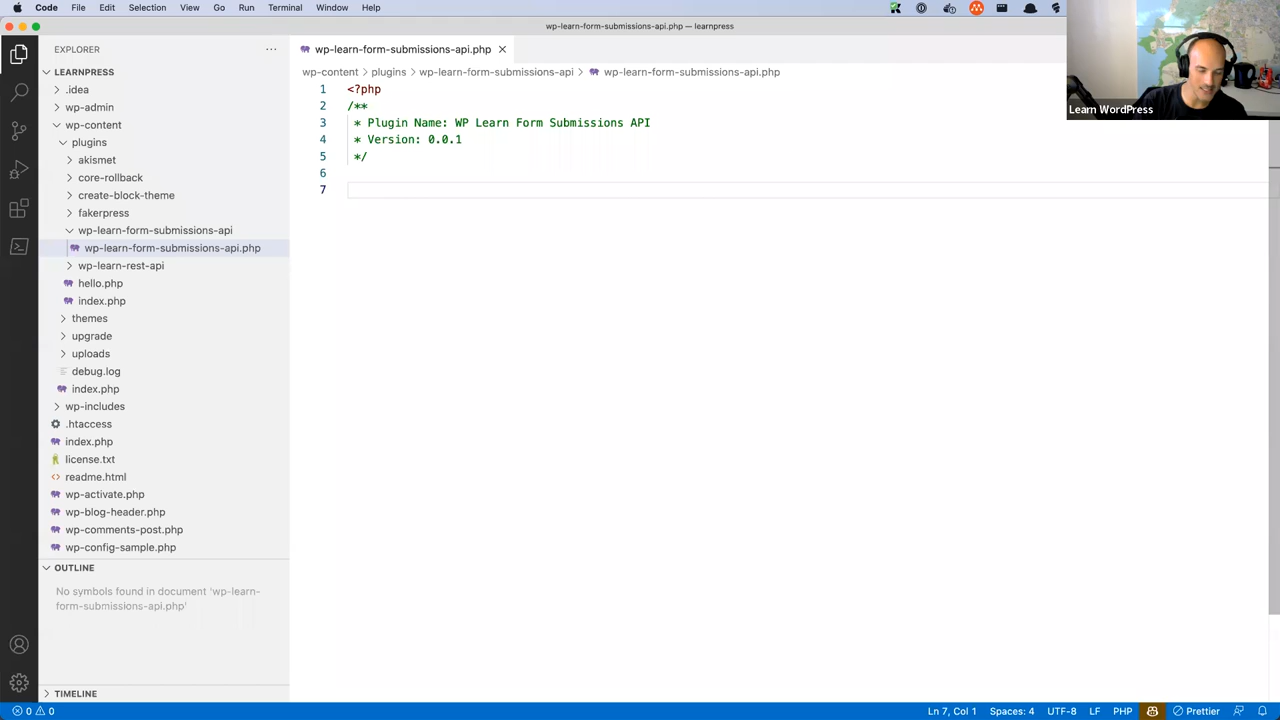 Code File Edit Selection View Go Run Terminal Window Help
wp-learn-form-submissions-api.php — learnpress
EXPLORER
LEARNPRESS
.idea
wp-admin
wp-content
plugins
akismet
core-rollback
create-block-theme
fakerpress
wp-learn-form-submissions-api
wp-learn-form-submissions-api.php
wp-learn-rest-api
hello.php
index.php
themes
upgrade
uploads
debug.log
index.php
wp-includes
.htaccess
index.php
license.txt
readme.html
wp-activate.php
wp-blog-header.php
wp-comments-post.php
wp-config-sample.php
OUTLINE
No symbols found in document 'wp-learn-
form-submissions-api.php'
TIMELINE
wp-learn-form-submissions-api.php
wp-content > plugins > wp-learn-form-submissions-api > wp-learn-form-submissions-api.php
1 <?php
2 /**
3 * Plugin Name: WP Learn Form Submissions API
4 * Version: 0.0.1
5 */
6
7
Learn WordPress
0 0 Ln 7, Col 1 Spaces: 4 UTF-8 LF PHP Prettier